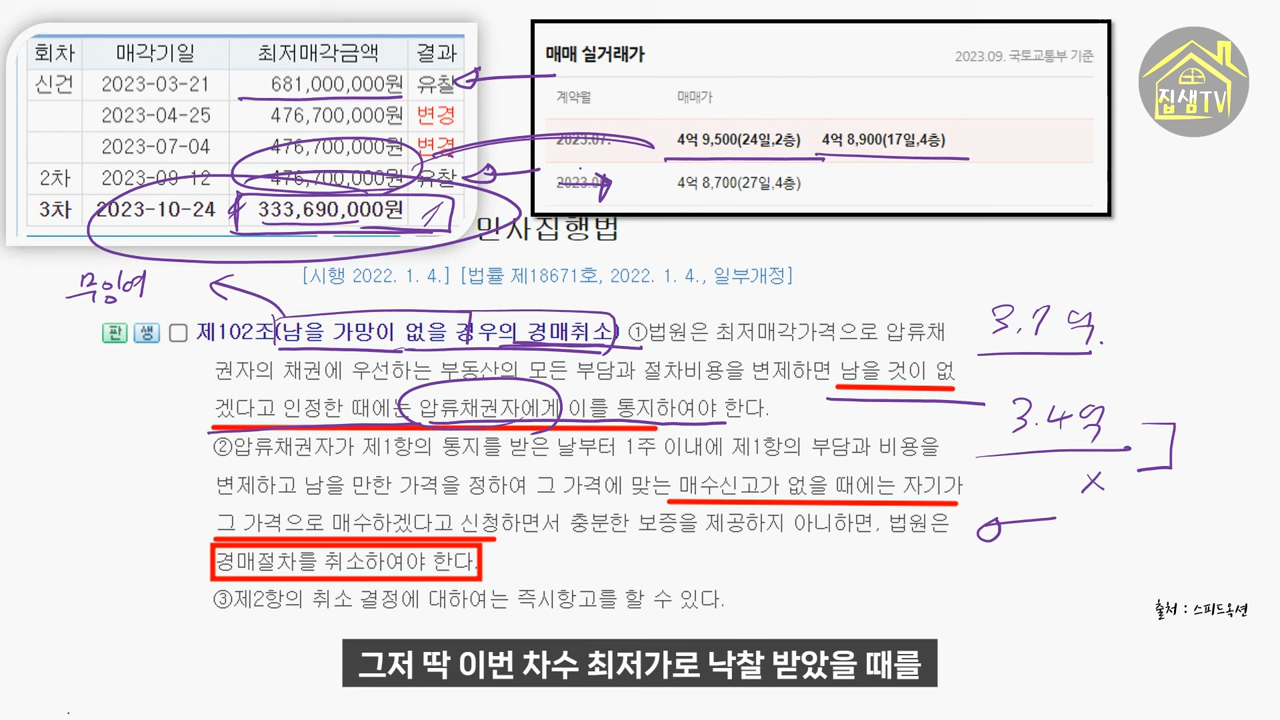 회차 매각기일 최저매각금액 결과
신건 2023-03-21 681,000,000원 유찰
2023-04-25 476,700,000원 변경
2023-07-04 476,700,000원 변경
2차 2023-09-12 476,700,000원 유찰
3차 2023-10-24 333,690,000원
매매 실거래가 2023.09. 국토교통부 기준
계약월 매매가
2023.07. 4억 9,500(24일,2층) 4억 8,900(17일,4층)
4억 8,700(27일,4층)
집샘TV
민사집행법
[시행 2022. 1. 4.] [법률 제18671호, 2022. 1. 4., 일부개정]
무잉여
판 생 제102조(남을 가망이 없을 경우의 경매취소) ①법원은 최저매각가격으로 압류채
권자의 채권에 우선하는 부동산의 모든 부담과 절차비용을 변제하면 남을 것이 없
겠다고 인정한 때에는 압류채권자에게 이를 통지하여야 한다.
②압류채권자가 제1항의 통지를 받은 날부터 1주 이내에 제1항의 부담과 비용을
변제하고 남을 만한 가격을 정하여 그 가격에 맞는 매수신고가 없을 때에는 자기가
그 가격으로 매수하겠다고 신청하면서 충분한 보증을 제공하지 아니하면, 법원은
경매절차를 취소하여야 한다.
③제2항의 취소 결정에 대하여는 즉시항고를 할 수 있다.
3.7억.
3.4억
x
출처 : 스피드옥션
그저 딱 이번 차수 최저가로 낙찰 받았을 때를